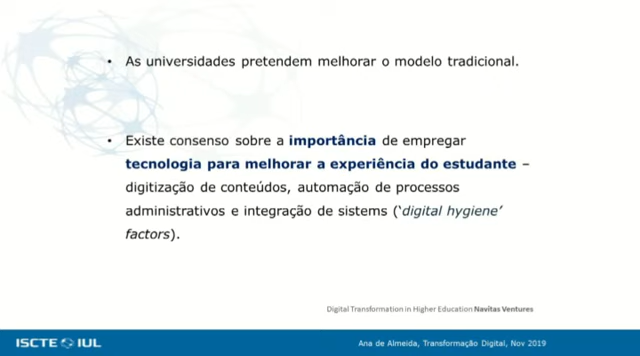 • As universidades pretendem melhorar o modelo tradicional.
• Existe consenso sobre a importância de empregar
tecnologia para melhorar a experiência do estudante –
digitização de conteúdos, automação de processos
administrativos e integração de sistems (‘digital hygiene’
factors).
Digital Transformation in Higher Education Navitas Ventures
ISCTE IUL
Ana de Almeida, Transformação Digital, Nov 2019